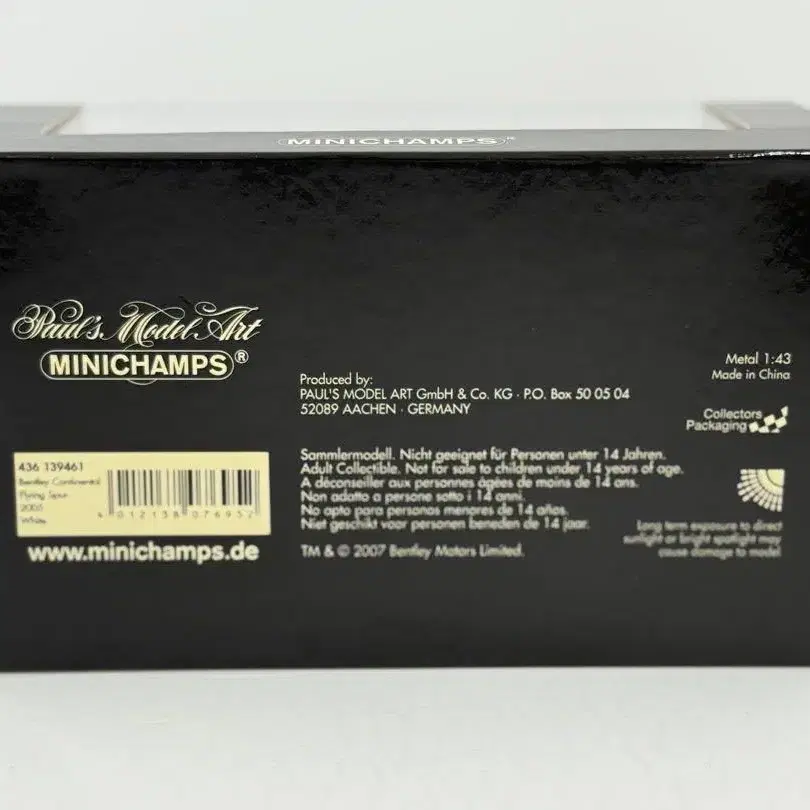 MINICHAMPS®
Paul's Model Art
MINICHAMPS®
Metal 1:43
Made in China
Produced by:
PAUL'S MODEL ART GmbH & Co. KG · P.O. Box 50 05 04
52089 AACHEN · GERMANY
Collectors
Packaging
436 139461
Bentley Continental
Flying Spur
2005
White
4 012138 076952
www.minichamps.de
Sammlermodell. Nicht geeignet für Personen unter 14 Jahren.
Adult Collectible. Not for sale to children under 14 years of age.
A déconseiller aux personnes âgées de moins de 14 ans.
Non adatto a persone sotto i 14 anni.
No apto para personas menores de 14 años.
Niet geschikt voor personen beneden de 14 jaar.
TM & © 2007 Bentley Motors Limited.
Long term exposure to direct
sunlight or bright spotlight may
cause damage to model